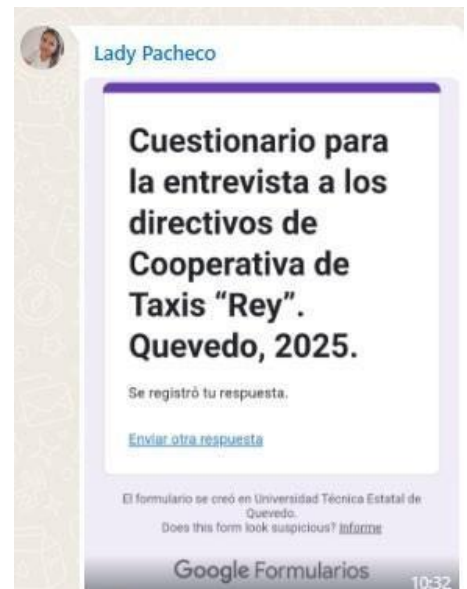 Lady Pacheco
Cuestionario para
la entrevista a los
directivos de
Cooperativa de
Taxis “Rey”.
Quevedo, 2025.
Se registró tu respuesta.
Enviar otra respuesta
El formulario se creó en Universidad Técnica Estatal de
Quevedo.
Does this form look suspicious? Informe
Google Formularios
10:32